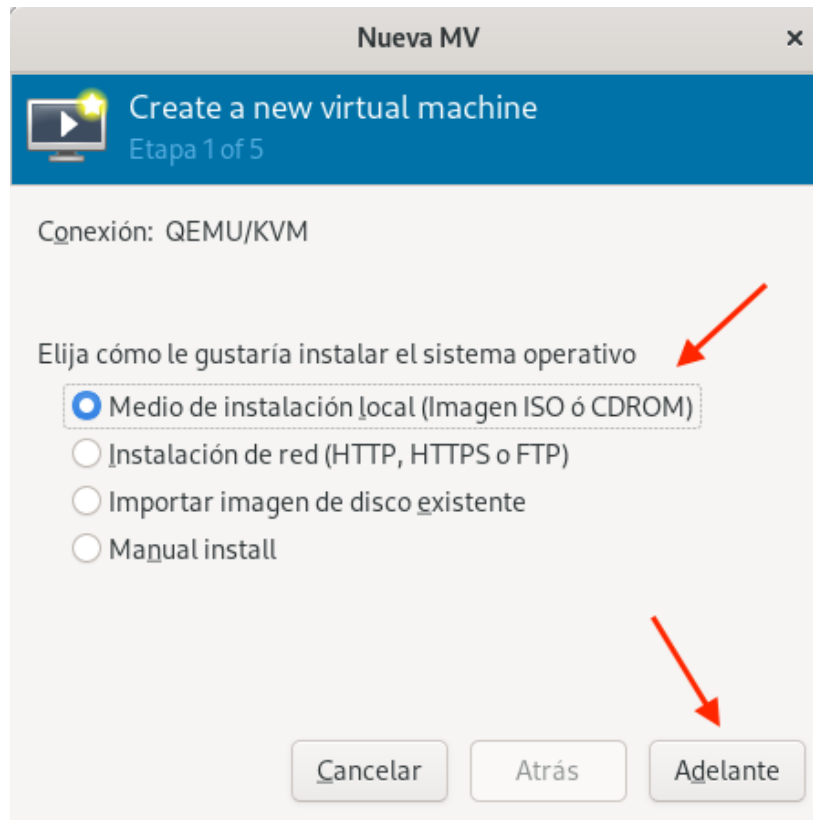 Nueva MV
Create a new virtual machine
Etapa 1 of 5
Conexión: QEMU/KVM
Elija cómo le gustaría instalar el sistema operativo
Medio de instalación local (Imagen ISO ó CDROM)
Instalación de red (HTTP, HTTPS o FTP)
Importar imagen de disco existente
Manual install
Cancelar
Atrás
Adelante